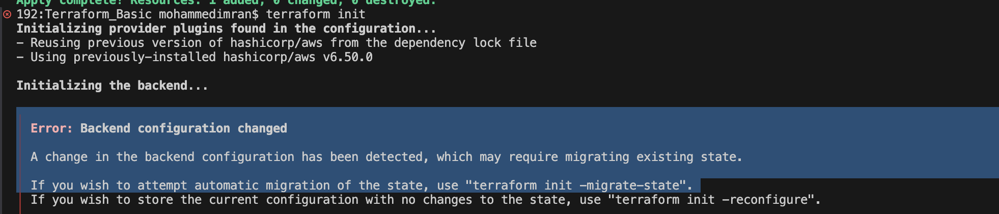 Apply complete! Resources: 1 added, 0 changed, 0 destroyed.
192:Terraform_Basic mohammedimran$ terraform init
Initializing provider plugins found in the configuration...
- Reusing previous version of hashicorp/aws from the dependency lock file
- Using previously-installed hashicorp/aws v6.50.0
Initializing the backend...
Error: Backend configuration changed
A change in the backend configuration has been detected, which may require migrating existing state.
If you wish to attempt automatic migration of the state, use "terraform init -migrate-state".
If you wish to store the current configuration with no changes to the state, use "terraform init -reconfigure".